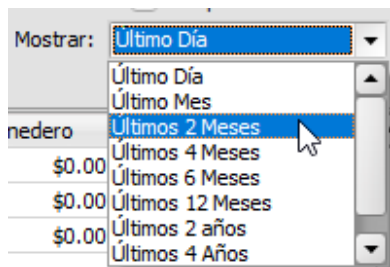 Mostrar: Último Día
Último Día
Último Mes
nedero Últimos 2 Meses
Últimos 4 Meses
$0.00 Últimos 6 Meses
$0.00 Últimos 12 Meses
Últimos 2 años
$0.00 Últimos 4 Años